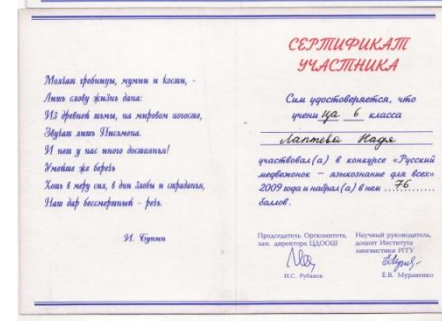 Молчат гробницы, мумии и кости, -
Лишь слову жизнь дана:
Из древней тьмы, на мировом погосте,
Звучат лишь Письмена.
И нет у нас иного достоянья!
Умейте же беречь
Хоть в меру сил, в дни злобы и страданья,
Наш дар бессмертный - речь.
И. Бунин
СЕРТИФИКАТ
УЧАСТНИКА
Сим удостоверяется, что
учени ца 6 класса
Лаптева Надя
участвовал(а) в конкурсе «Русский
медвежонок - языкознание для всех»
2009 года и набрал(а) в нем ..76......
баллов.
Председатель Оргкомитета,
зам. директора ЦДООШ
И.С. Рубанов
Научный руководитель,
доцент Института
лингвистики РГГУ
Е.В. Муравенко